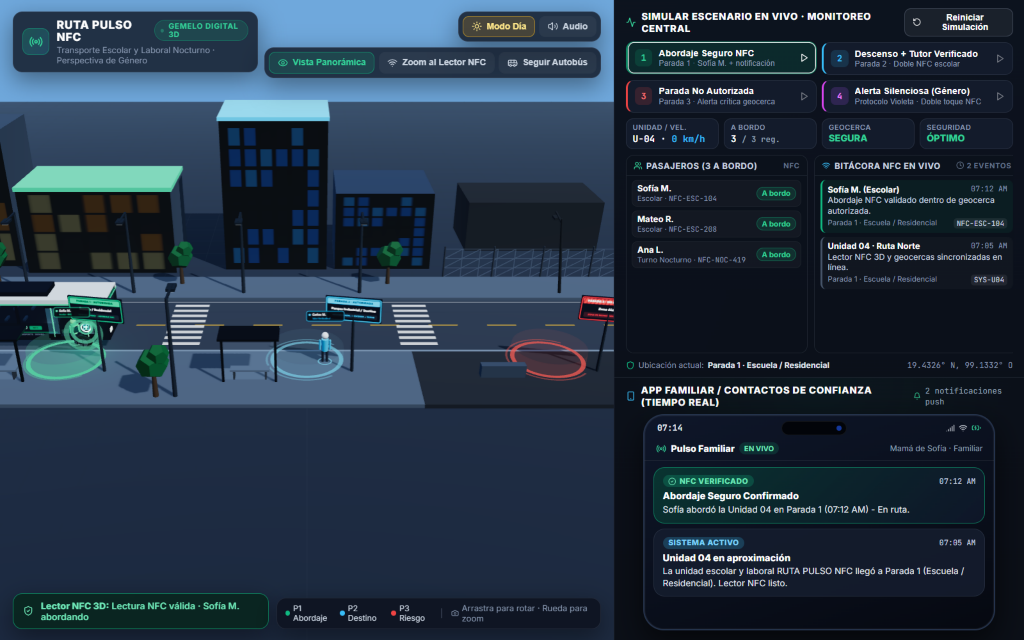 RUTA PULSO NFC
GEMELO DIGITAL 3D
Transporte Escolar y Laboral Nocturno ·
Perspectiva de Género
Modo Día
Audio
Vista Panorámica
Zoom al Lector NFC
Seguir Autobús
Lector NFC 3D: Lectura NFC válida · Sofía M. abordando
P1 Abordaje
P2 Destino
P3 Riesgo
Arrastra para rotar · Rueda para zoom
SIMULAR ESCENARIO EN VIVO · MONITOREO CENTRAL
Reiniciar Simulación
1
Abordaje Seguro NFC
Parada 1 · Sofía M. + notificación
2
Descenso + Tutor Verificado
Parada 2 · Doble NFC escolar
3
Parada No Autorizada
Parada 3 · Alerta crítica geocerca
4
Alerta Silenciosa (Género)
Protocolo Violeta · Doble toque NFC
UNIDAD / VEL.
U-04 · 0 km/h
A BORDO
3 / 3 reg.
GEOCERCA
SEGURA
SEGURIDAD
ÓPTIMO
PASAJEROS (3 A BORDO)
NFC
Sofía M.
Escolar · NFC-ESC-104
A bordo
Mateo R.
Escolar · NFC-ESC-208
A bordo
Ana L.
Turno Nocturno · NFC-NOC-419
A bordo
BITÁCORA NFC EN VIVO
2 EVENTOS
Sofía M. (Escolar)
07:12 AM
Abordaje NFC validado dentro de geocerca autorizada.
Parada 1 · Escuela / Residencial
NFC-ESC-104
Unidad 04 · Ruta Norte
07:05 AM
Lector NFC 3D y geocercas sincronizadas en línea.
Parada 1 · Escuela / Residencial
SYS-U04
Ubicación actual: Parada 1 · Escuela / Residencial
19.4326° N, 99.1332° O
APP FAMILIAR / CONTACTOS DE CONFIANZA (TIEMPO REAL)
2 notificaciones push
07:14
Pulso Familiar
EN VIVO
Mamá de Sofía · Familiar
NFC VERIFICADO
07:12 AM
Abordaje Seguro Confirmado
Sofía abordó la Unidad 04 en Parada 1 (07:12 AM) - En ruta.
SISTEMA ACTIVO
07:05 AM
Unidad 04 en aproximación
La unidad escolar y laboral RUTA PULSO NFC llegó a Parada 1 (Escuela / Residencial). Lector NFC listo.